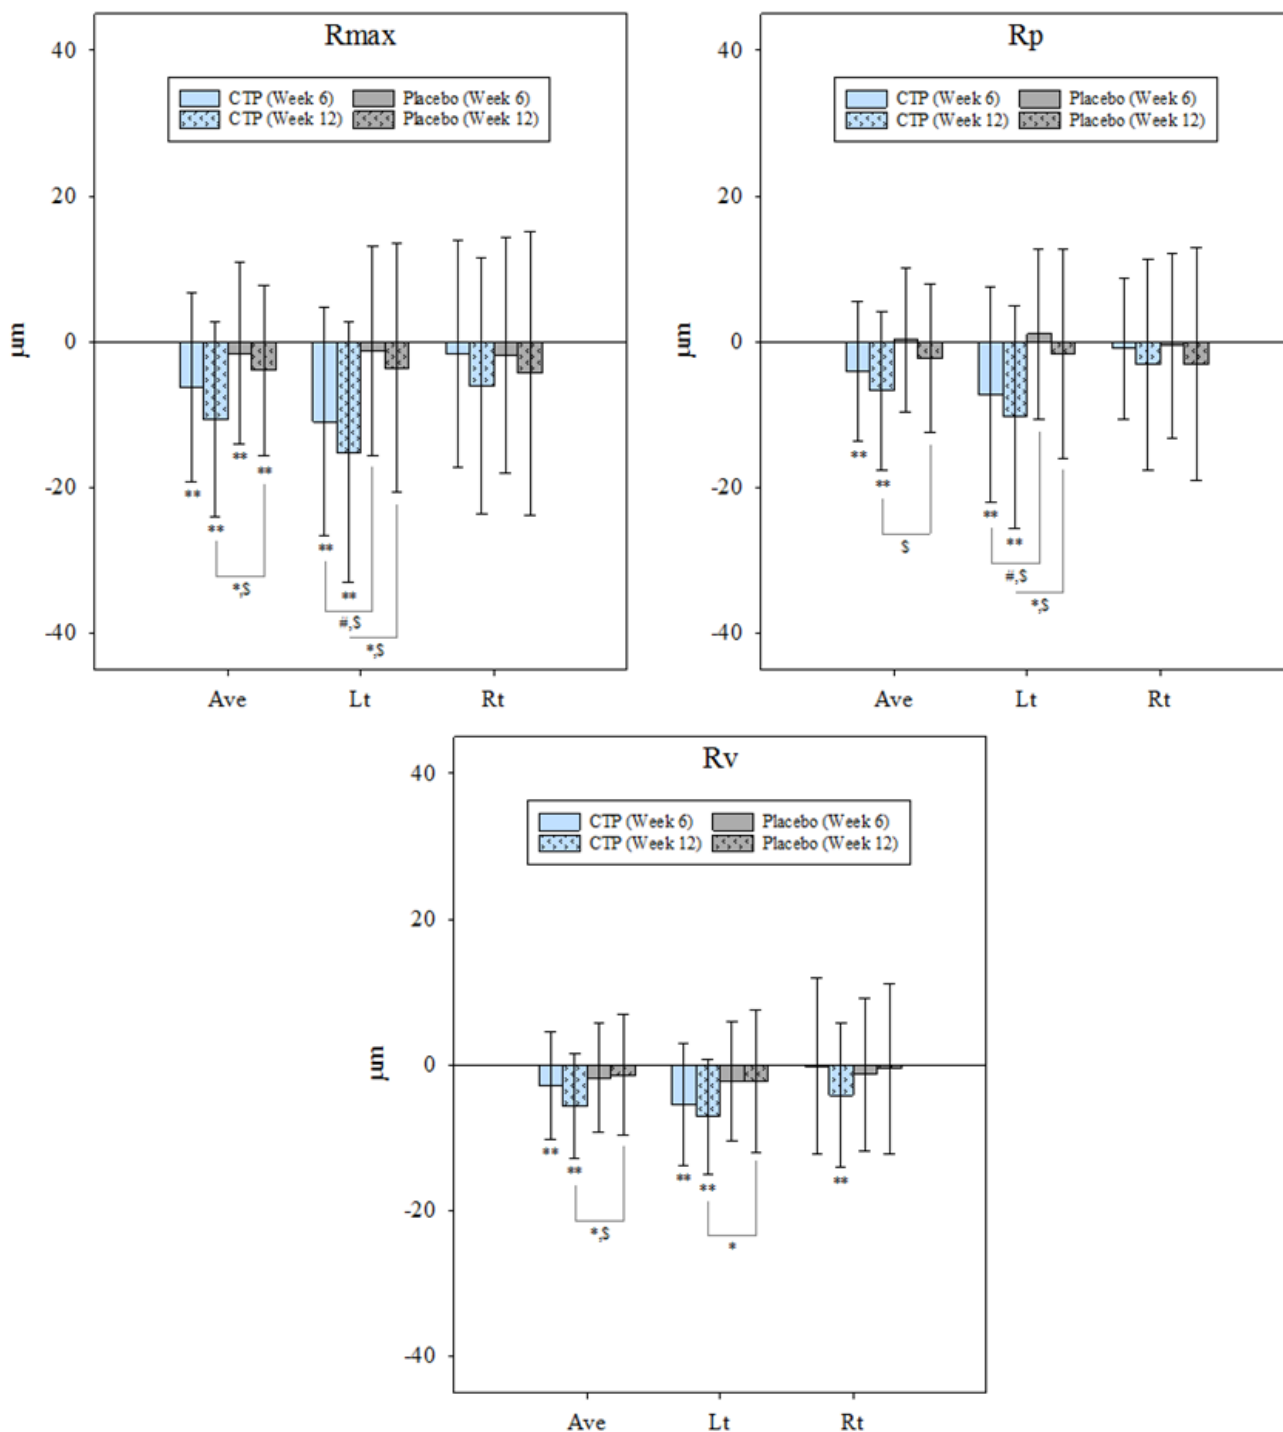 Rmax
CTP (Week 6) Placebo (Week 6)
CTP (Week 12) Placebo (Week 12)
40
20
0
-20
-40
µm
** ** ** **
*,$
** **
#,$
*,$
Ave Lt Rt
Rp
CTP (Week 6) Placebo (Week 6)
CTP (Week 12) Placebo (Week 12)
40
20
0
-20
-40
µm
** **
$
** **
#,$
*,$
Ave Lt Rt
Rv
CTP (Week 6) Placebo (Week 6)
CTP (Week 12) Placebo (Week 12)
40
20
0
-20
-40
µm
** **
*,$
** **
*
**
Ave Lt Rt